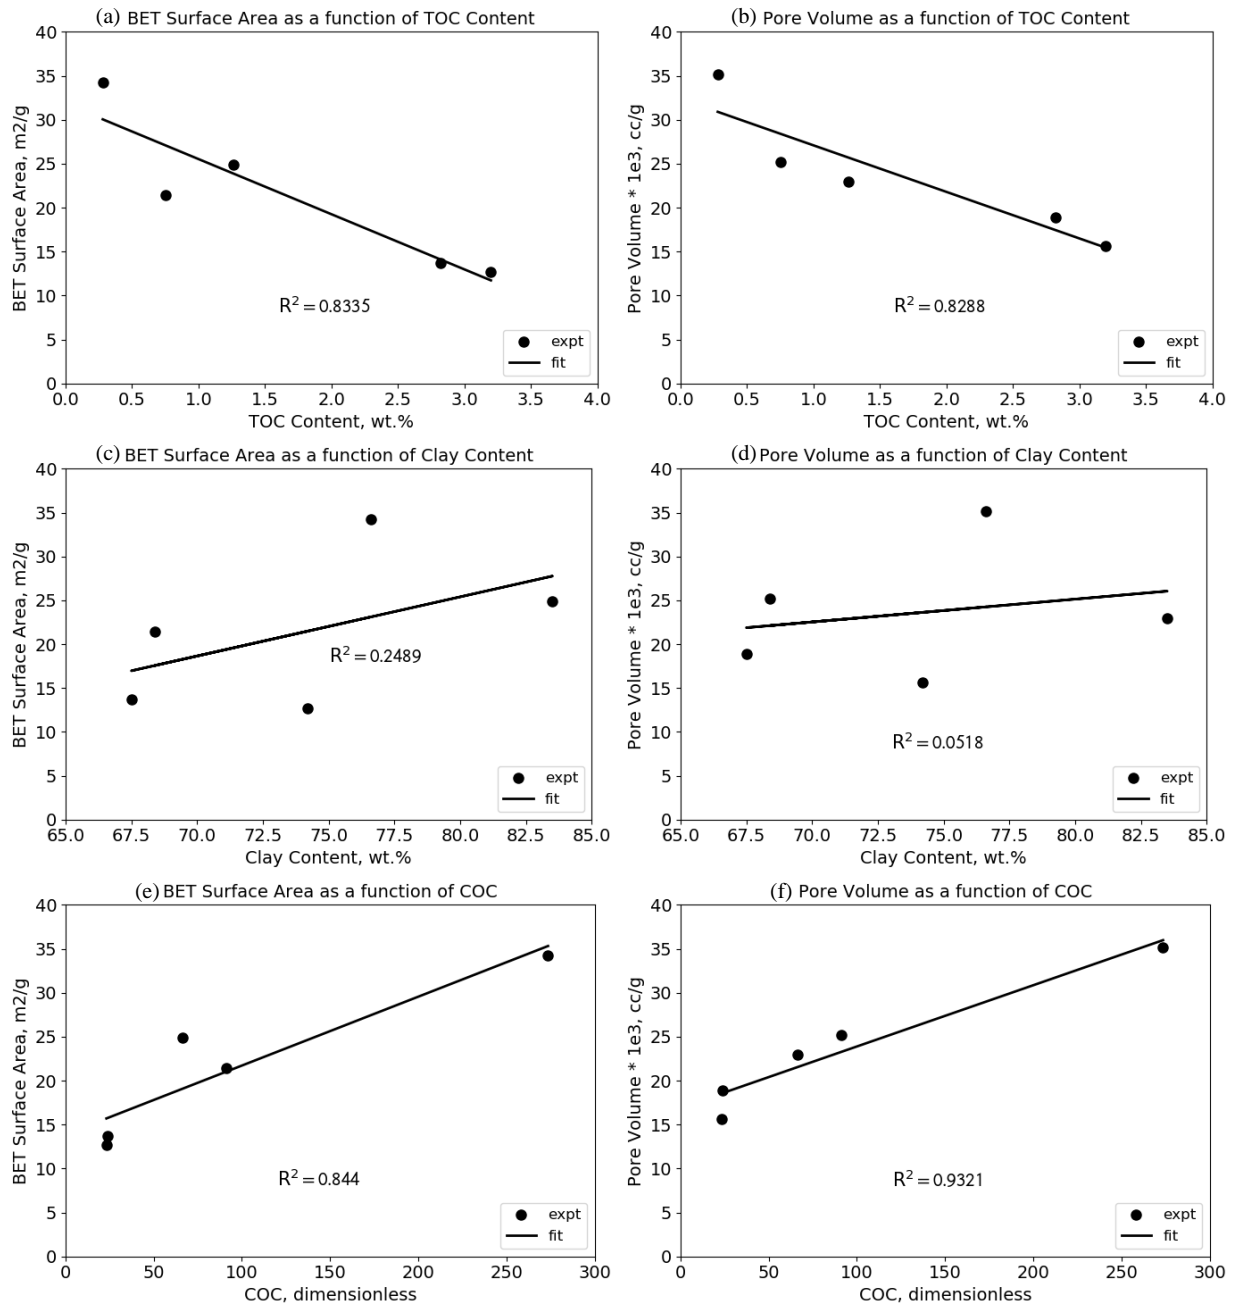 (a) BET Surface Area as a function of TOC Content
40
35
30
25
20
15
10
5
0
BET Surface Area, m2/g
R² = 0.8335
expt
fit
0.0 0.5 1.0 1.5 2.0 2.5 3.0 3.5 4.0
TOC Content, wt.%
(b) Pore Volume as a function of TOC Content
40
35
30
25
20
15
10
5
0
Pore Volume * 1e3, cc/g
R² = 0.8288
expt
fit
0.0 0.5 1.0 1.5 2.0 2.5 3.0 3.5 4.0
TOC Content, wt.%
(c) BET Surface Area as a function of Clay Content
40
35
30
25
20
15
10
5
0
BET Surface Area, m2/g
R² = 0.2489
expt
fit
65.0 67.5 70.0 72.5 75.0 77.5 80.0 82.5 85.0
Clay Content, wt.%
(d) Pore Volume as a function of Clay Content
40
35
30
25
20
15
10
5
0
Pore Volume * 1e3, cc/g
R² = 0.0518
expt
fit
65.0 67.5 70.0 72.5 75.0 77.5 80.0 82.5 85.0
Clay Content, wt.%
(e) BET Surface Area as a function of COC
40
35
30
25
20
15
10
5
0
BET Surface Area, m2/g
R² = 0.844
expt
fit
0 50 100 150 200 250 300
COC, dimensionless
(f) Pore Volume as a function of COC
40
35
30
25
20
15
10
5
0
Pore Volume * 1e3, cc/g
R² = 0.9321
expt
fit
0 50 100 150 200 250 300
COC, dimensionless